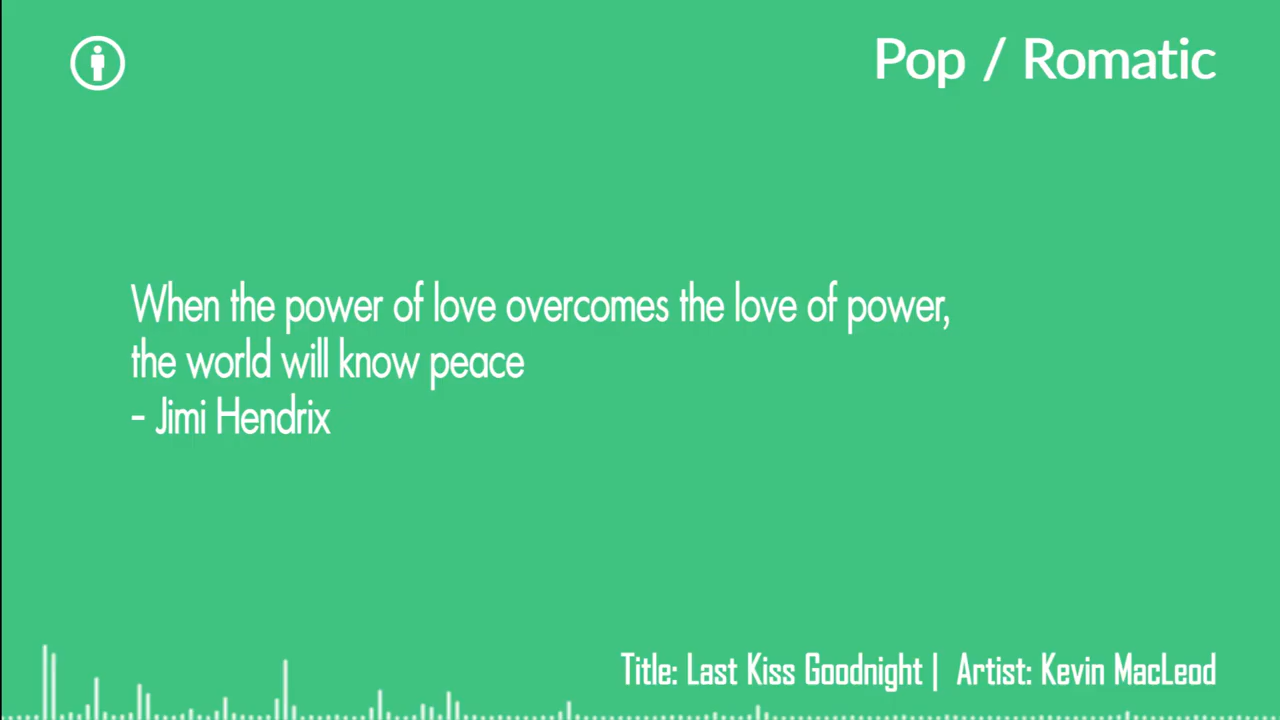 Pop / Romatic
When the power of love overcomes the love of power,
the world will know peace
- Jimi Hendrix
Title: Last Kiss Goodnight | Artist: Kevin MacLeod